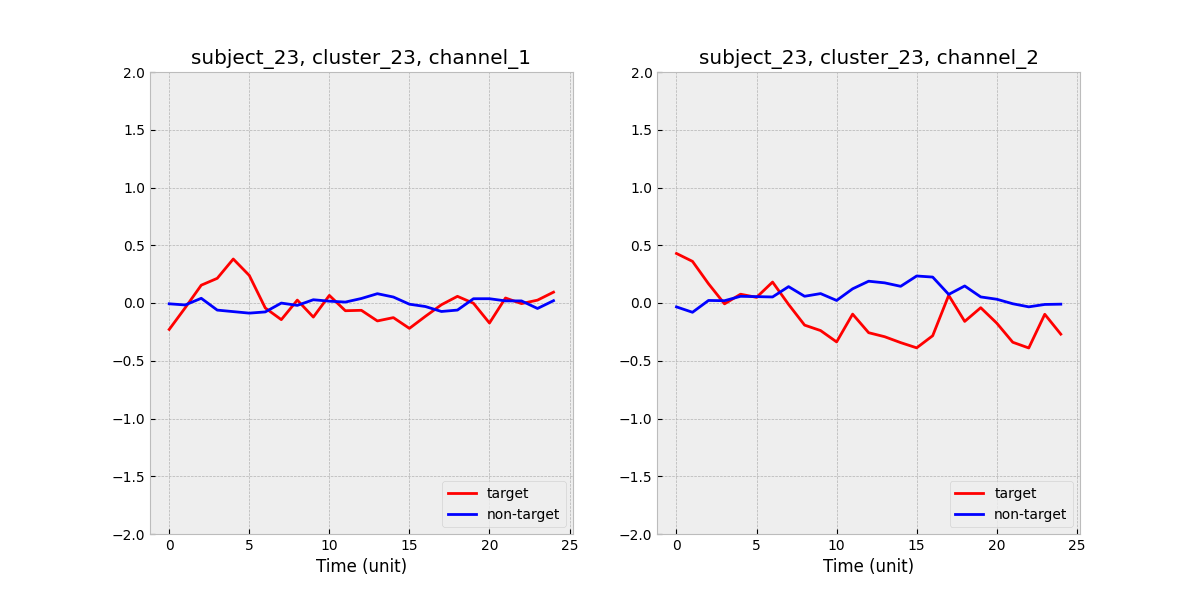 subject_23, cluster_23, channel_1
2.0
1.5
1.0
0.5
0.0
−0.5
−1.0
−1.5
−2.0
0 5 10 15 20 25
Time (unit)
target
non-target
subject_23, cluster_23, channel_2
2.0
1.5
1.0
0.5
0.0
−0.5
−1.0
−1.5
−2.0
0 5 10 15 20 25
Time (unit)
target
non-target